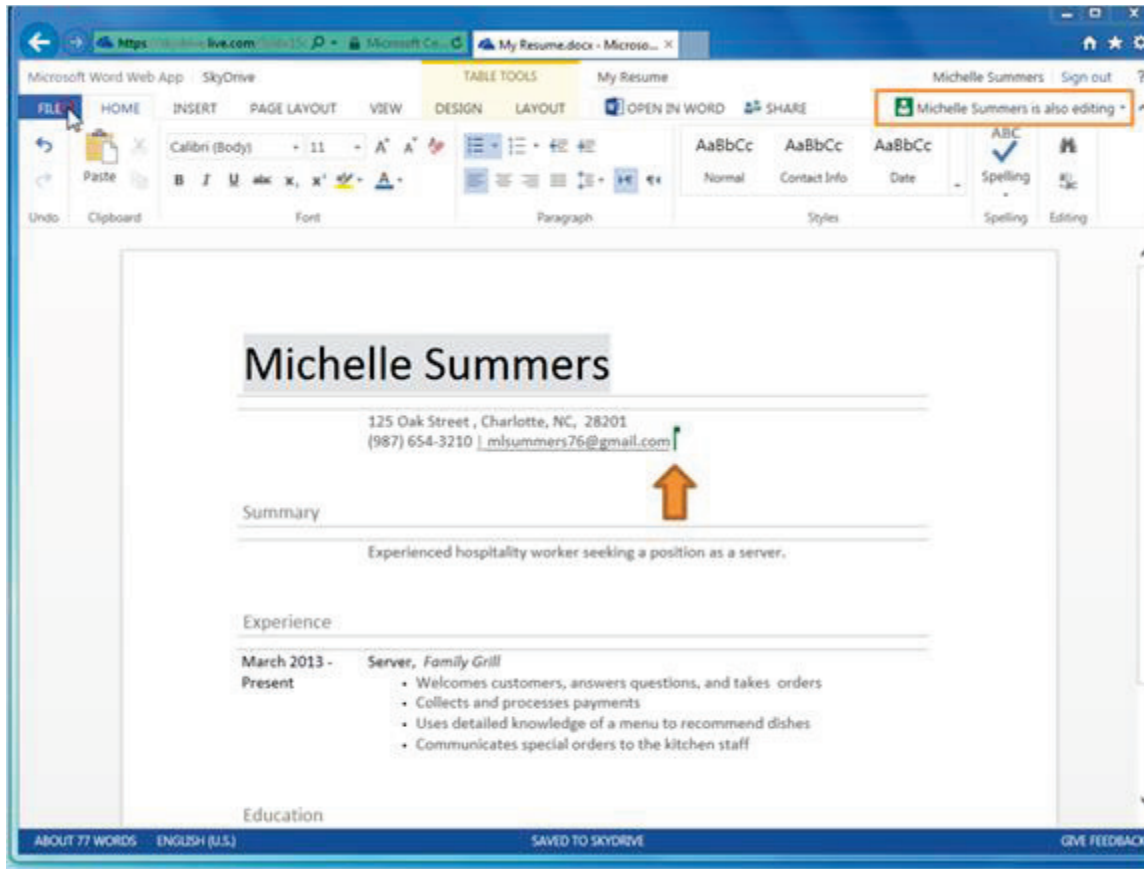 Https live.com Microsoft Co... My Resume.docx - Microso...
Microsoft Word Web App SkyDrive TABLE TOOLS My Resume Michelle Summers Sign out ?
FILE HOME INSERT PAGE LAYOUT VIEW DESIGN LAYOUT OPEN IN WORD SHARE Michelle Summers is also editing
Calibri (Body) 11 AaBbCc AaBbCc AaBbCc ABC
Paste B I U abc x, x' A Normal Contact Info Date Spelling
Undo Clipboard Font Paragraph Styles Spelling Editing
Michelle Summers
125 Oak Street , Charlotte, NC, 28201
(987) 654-3210 | mlsummers76@gmail.com
Summary
Experienced hospitality worker seeking a position as a server.
Experience
March 2013 - Server, Family Grill
Present • Welcomes customers, answers questions, and takes orders
• Collects and processes payments
• Uses detailed knowledge of a menu to recommend dishes
• Communicates special orders to the kitchen staff
Education
ABOUT 77 WORDS ENGLISH (U.S.) SAVED TO SKYDRIVE GIVE FEEDBACK